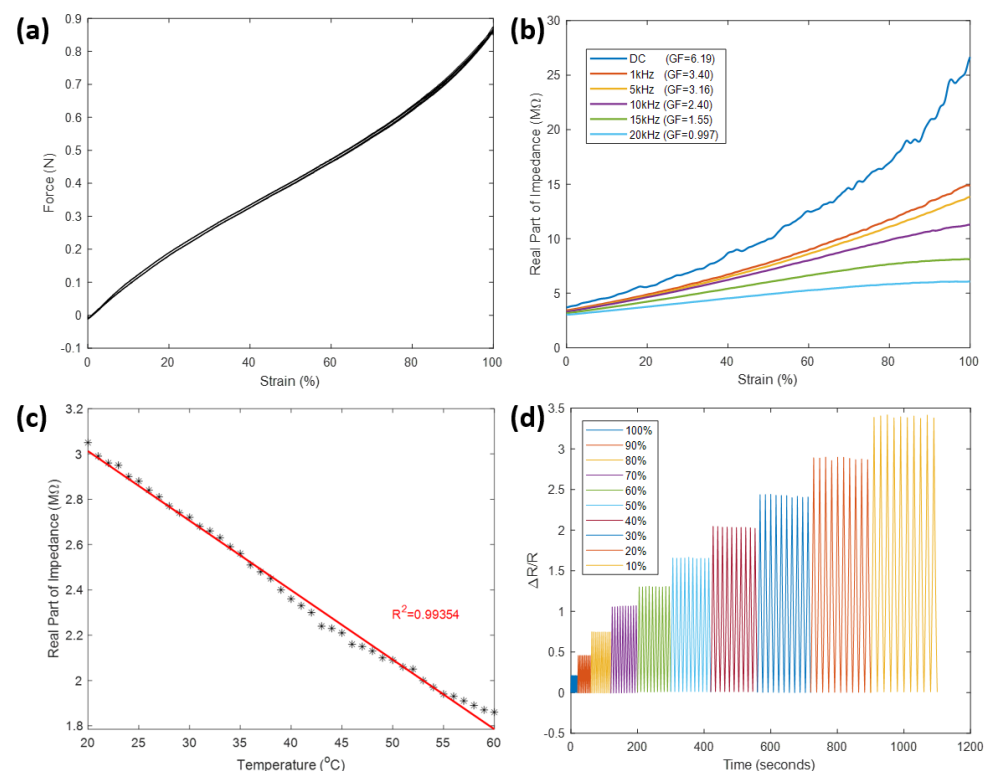 (a)
0.9
0.8
0.7
0.6
0.5
0.4
0.3
0.2
0.1
0
-0.1
Force (N)
0 20 40 60 80 100
Strain (%)
(b)
30
25
20
15
10
5
0
Real Part of Impedance (MΩ)
DC (GF=6.19)
1kHz (GF=3.40)
5kHz (GF=3.16)
10kHz (GF=2.40)
15kHz (GF=1.55)
20kHz (GF=0.997)
0 20 40 60 80 100
Strain (%)
(c)
3.2
3
2.8
2.6
2.4
2.2
2
1.8
Real Part of Impedance (MΩ)
R²=0.99354
20 25 30 35 40 45 50 55 60
Temperature (°C)
(d)
3.5
3
2.5
2
1.5
1
0.5
0
-0.5
ΔR/R
100%
90%
80%
70%
60%
50%
40%
30%
20%
10%
0 200 400 600 800 1000 1200
Time (seconds)